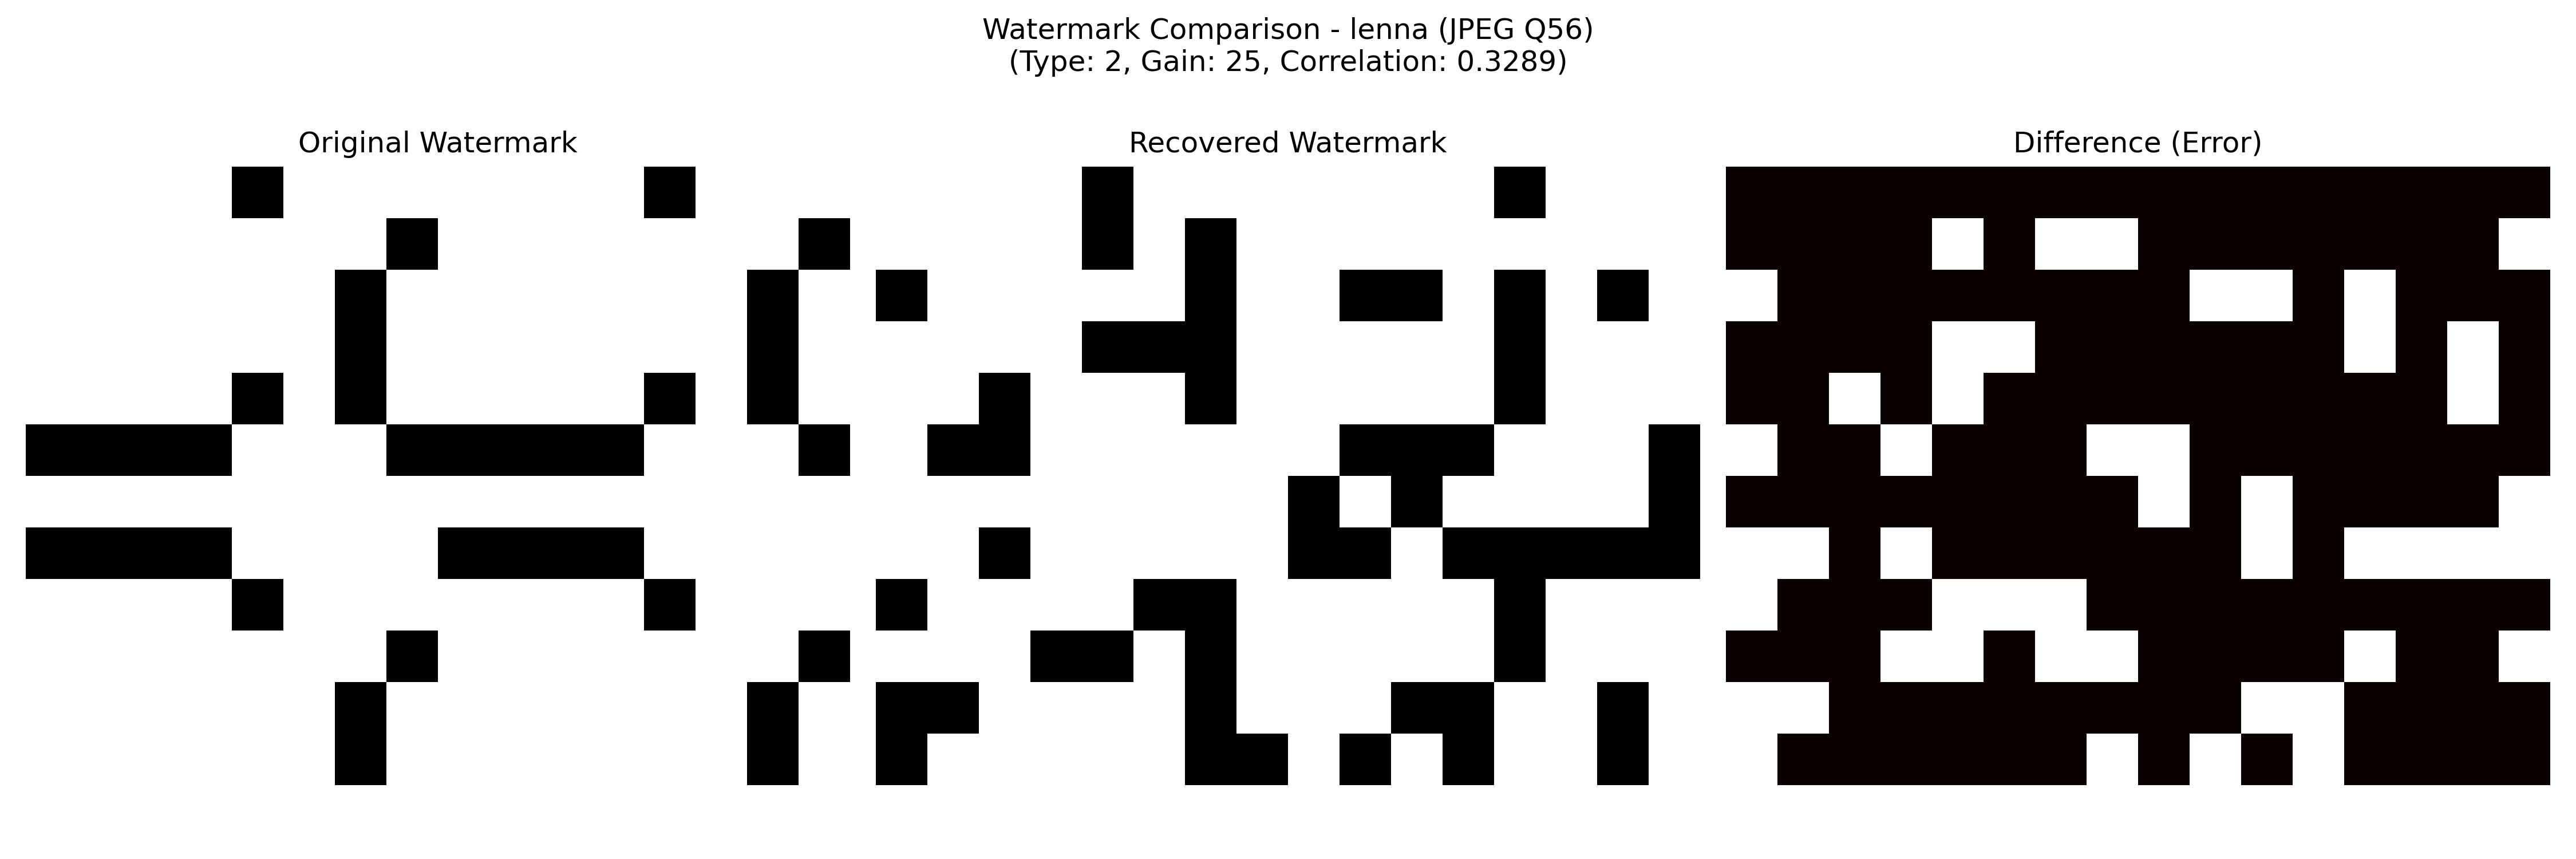 Watermark Comparison - lenna (JPEG Q56)
(Type: 2, Gain: 25, Correlation: 0.3289)
Original Watermark
Recovered Watermark
Difference (Error)